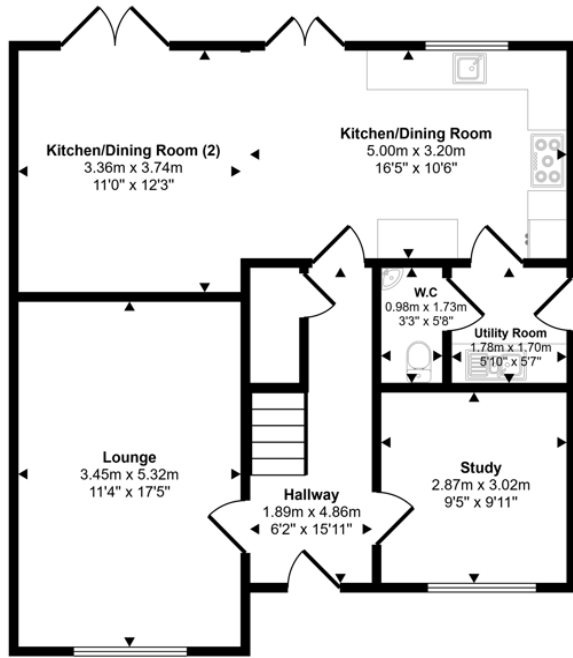 Kitchen/Dining Room (2)
3.36m x 3.74m
11'0" x 12'3"
Kitchen/Dining Room
5.00m x 3.20m
16'5" x 10'6"
W.C
0.98m x 1.73m
3'3" x 5'8"
Utility Room
1.78m x 1.70m
5'10" x 5'7"
Lounge
3.45m x 5.32m
11'4" x 17'5"
Hallway
1.89m x 4.86m
6'2" x 15'11"
Study
2.87m x 3.02m
9'5" x 9'11"